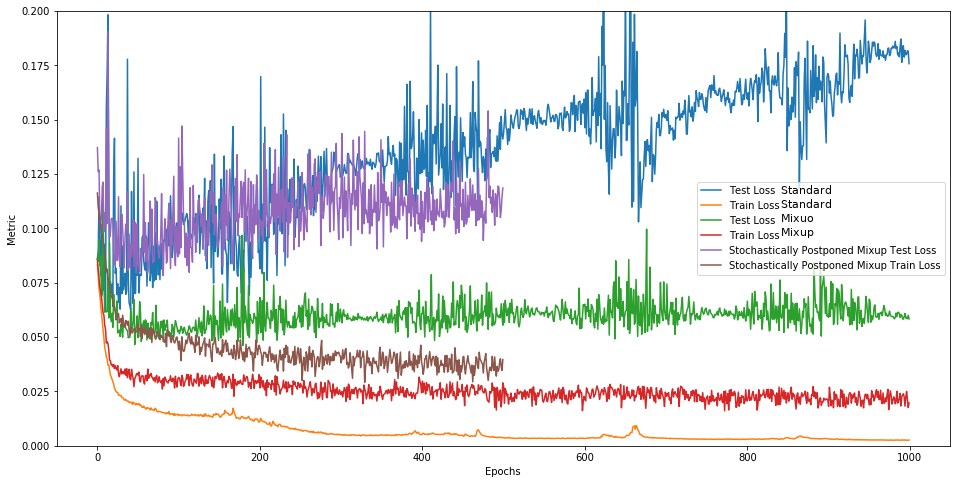 0.200
0.175
0.150
0.125
0.100
0.075
0.050
0.025
0.000
Metric
0 200 400 600 800 1000
Epochs
Test Loss Standard
Train Loss Standard
Test Loss Mixuo
Train Loss Mixup
Stochastically Postponed Mixup Test Loss
Stochastically Postponed Mixup Train Loss